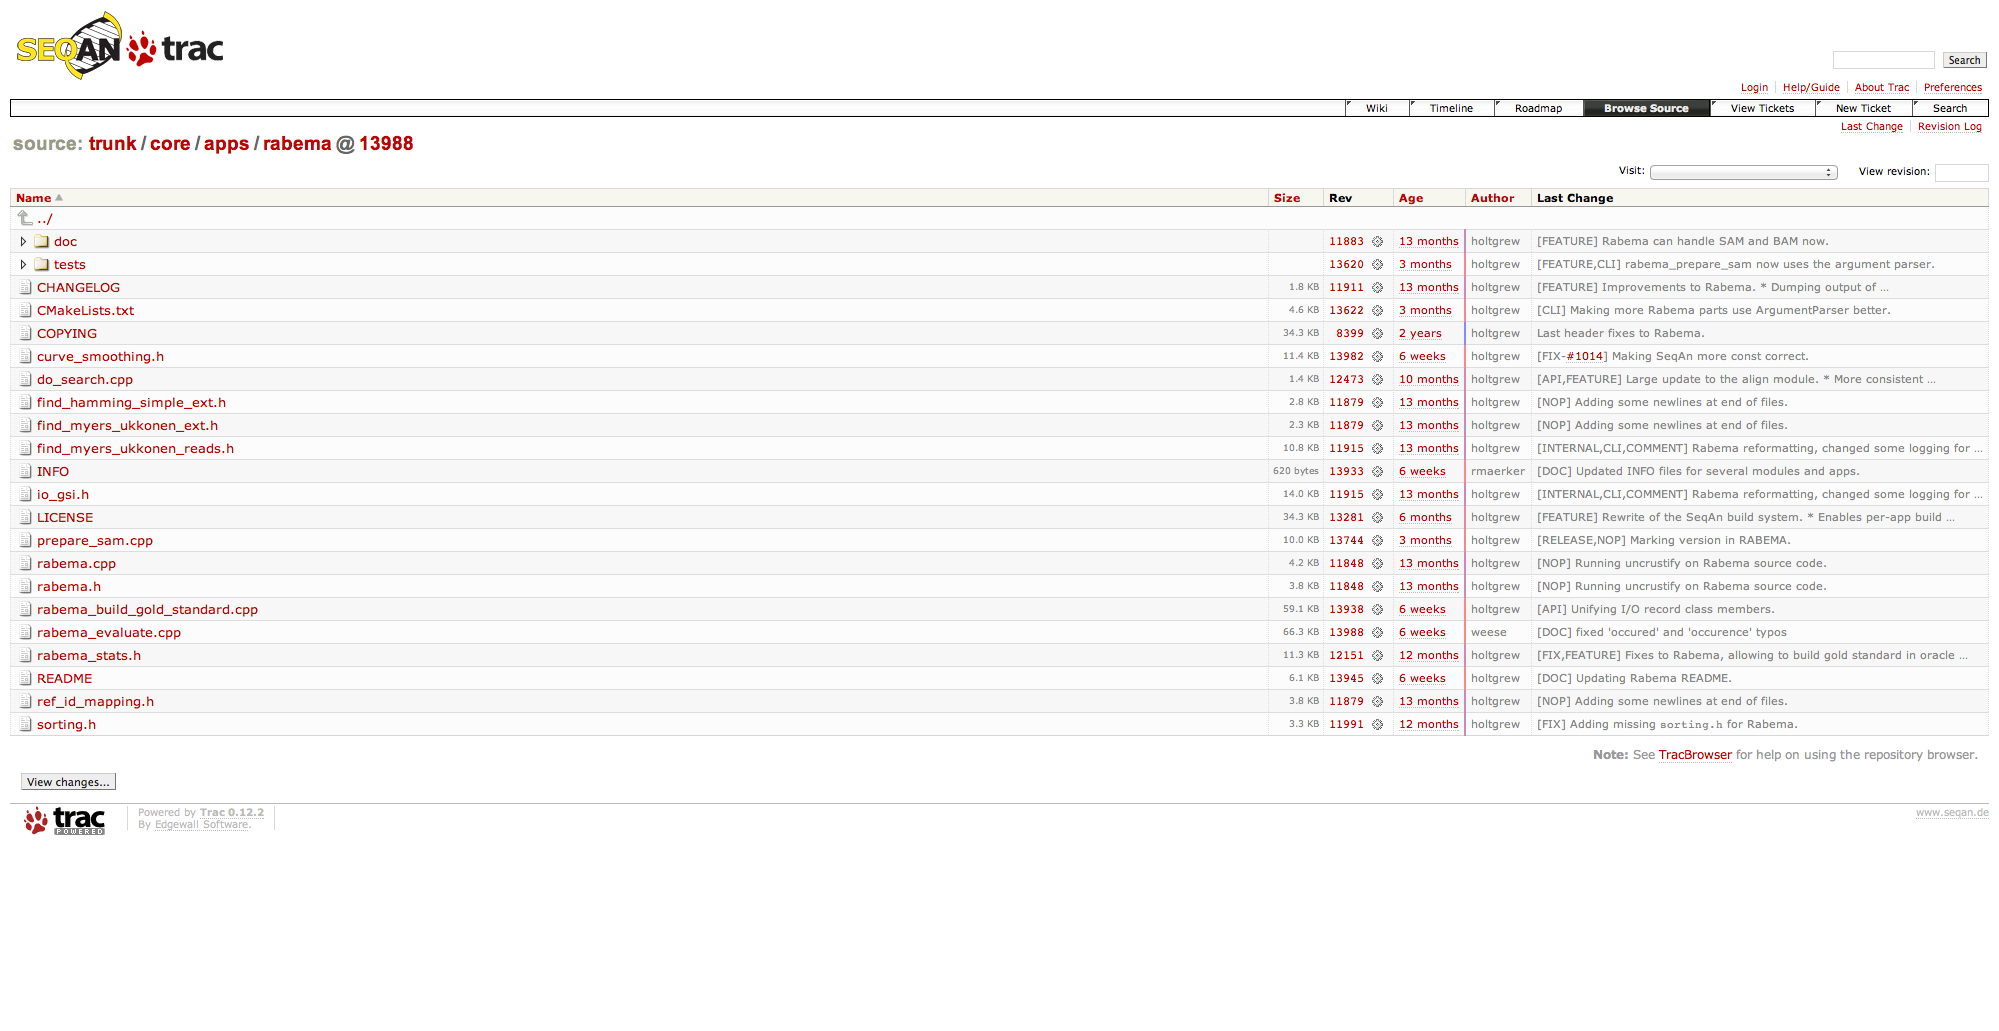 SEQAN trac
Search
Login Help/Guide About Trac Preferences
Wiki Timeline Roadmap Browse Source View Tickets New Ticket Search
Last Change Revision Log
source: trunk / core / apps / rabema @ 13988
Visit: View revision:
Name Size Rev Age Author Last Change
../
doc 11883 13 months holtgrew [FEATURE] Rabema can handle SAM and BAM now.
tests 13620 3 months holtgrew [FEATURE,CLI] rabema_prepare_sam now uses the argument parser.
CHANGELOG 1.8 KB 11911 13 months holtgrew [FEATURE] Improvements to Rabema. * Dumping output of ...
CMakeLists.txt 4.6 KB 13622 3 months holtgrew [CLI] Making more Rabema parts use ArgumentParser better.
COPYING 34.3 KB 8399 2 years holtgrew Last header fixes to Rabema.
curve_smoothing.h 11.4 KB 13982 6 weeks holtgrew [FIX-#1014] Making SeqAn more const correct.
do_search.cpp 1.4 KB 12473 10 months holtgrew [API,FEATURE] Large update to the align module. * More consistent ...
find_hamming_simple_ext.h 2.8 KB 11879 13 months holtgrew [NOP] Adding some newlines at end of files.
find_myers_ukkonen_ext.h 2.3 KB 11879 13 months holtgrew [NOP] Adding some newlines at end of files.
find_myers_ukkonen_reads.h 10.8 KB 11915 13 months holtgrew [INTERNAL,CLI,COMMENT] Rabema reformatting, changed some logging for ...
INFO 620 bytes 13933 6 weeks rmaerker [DOC] Updated INFO files for several modules and apps.
io_gsi.h 14.0 KB 11915 13 months holtgrew [INTERNAL,CLI,COMMENT] Rabema reformatting, changed some logging for ...
LICENSE 34.3 KB 13281 6 months holtgrew [FEATURE] Rewrite of the SeqAn build system. * Enables per-app build ...
prepare_sam.cpp 10.0 KB 13744 3 months holtgrew [RELEASE,NOP] Marking version in RABEMA.
rabema.cpp 4.2 KB 11848 13 months holtgrew [NOP] Running uncrustify on Rabema source code.
rabema.h 3.8 KB 11848 13 months holtgrew [NOP] Running uncrustify on Rabema source code.
rabema_build_gold_standard.cpp 59.1 KB 13938 6 weeks holtgrew [API] Unifying I/O record class members.
rabema_evaluate.cpp 66.3 KB 13988 6 weeks weese [DOC] fixed 'occured' and 'occurence' typos
rabema_stats.h 11.3 KB 12151 12 months holtgrew [FIX,FEATURE] Fixes to Rabema, allowing to build gold standard in oracle ...
README 6.1 KB 13945 6 weeks holtgrew [DOC] Updating Rabema README.
ref_id_mapping.h 3.8 KB 11879 13 months holtgrew [NOP] Adding some newlines at end of files.
sorting.h 3.3 KB 11991 12 months holtgrew [FIX] Adding missing sorting.h for Rabema.
Note: See TracBrowser for help on using the repository browser.
View changes...
trac POWERED
Powered by Trac 0.12.2
By Edgewall Software.
www.seqan.de